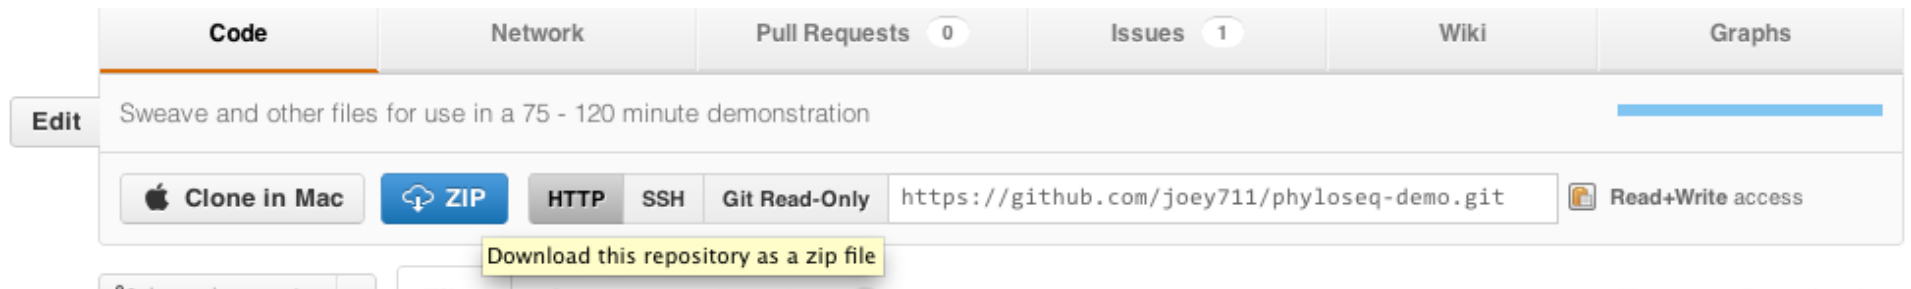 Code Network Pull Requests 0 Issues 1 Wiki Graphs
Edit Sweave and other files for use in a 75 - 120 minute demonstration
Clone in Mac ZIP HTTP SSH Git Read-Only https://github.com/joey711/phyloseq-demo.git Read+Write access
Download this repository as a zip file